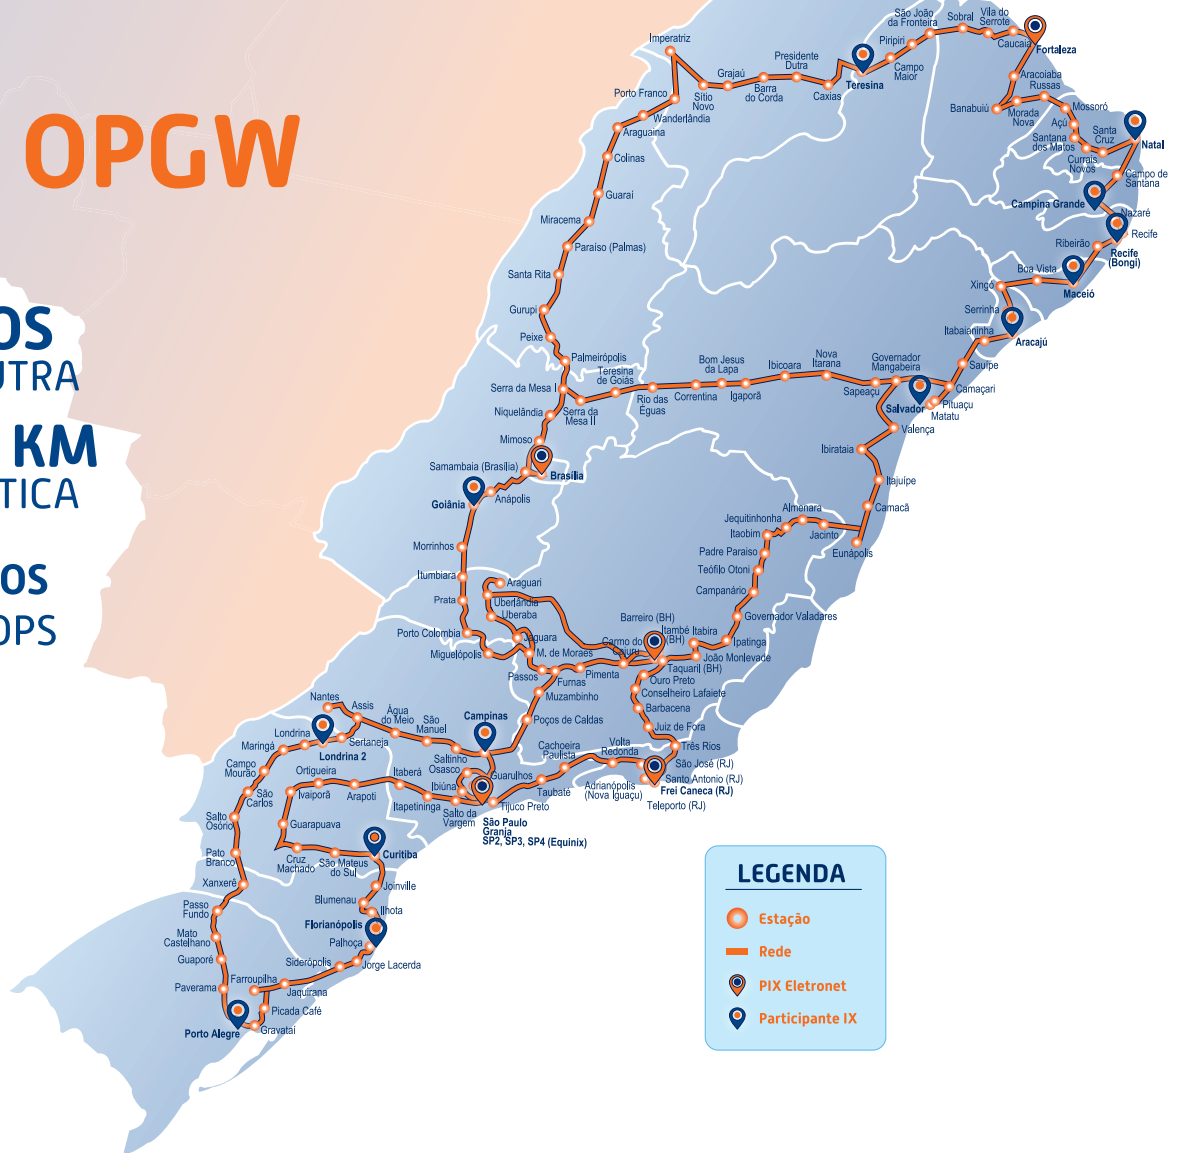 OPGW
OS
UTRA
KM
TICA
OS
OPS
Imperatriz
Porto Franco
Wanderlândia
Araguaina
Colinas
Guaraí
Miracema
Paraíso (Palmas)
Santa Rita
Gurupi
Peixe
Palmeirópolis
Serra da Mesa I
Serra da
Mesa II
Niquelândia
Mimoso
Samambaia (Brasília)
Brasília
Anápolis
Goiânia
Morrinhos
Itumbiara
Prata
Porto Colombia
Miguelópolis
Sítio
Novo
Grajaú
Barra
do Corda
Presidente
Dutra
Caxias
Teresina
Campo
Maior
Piripiri
São João
da Fronteira
Sobral
Vila do
Serrote
Caucaia
Fortaleza
Aracoiaba
Russas
Banabuiú
Morada
Nova
Mossoró
Açú
Santana
dos Matos
Currais
Novos
Santa
Cruz
Natal
Campo de
Santana
Campina Grande
Nazaré
Recife
Recife
(Bongi)
Ribeirão
Maceió
Boa Vista
Xingó
Serrinha
Itabaianinha
Aracajú
Sauípe
Camaçari
Pituaçu
Matatu
Salvador
Governador
Mangabeira
Sapeaçu
Nova
Itarana
Ibicoara
Bom Jesus
da Lapa
Igaporã
Correntina
Rio das
Éguas
Teresina
de Goiás
Valença
Ibirataia
Itajuípe
Camacã
Eunápolis
Jacinto
Almenara
Jequitinhonha
Itaobim
Padre Paraiso
Teófilo Otoni
Campanário
Governador Valadares
Ipatinga
Itabira
João Monlevade
Itambé
(BH)
Barreiro (BH)
Taquaril (BH)
Carmo do
Cajuru
Pimenta
Furnas
Passos
M. de Moraes
Jaguara
Uberaba
Uberlândia
Araguari
Ouro Preto
Conselheiro Lafaiete
Barbacena
Juiz de Fora
Três Rios
São José (RJ)
Santo Antonio (RJ)
Frei Caneca (RJ)
Teleporto (RJ)
Adrianópolis
(Nova Iguaçu)
Volta
Redonda
Cachoeira
Paulista
Taubaté
Tijuco Preto
Guarulhos
São Paulo
Granja
SP2, SP3, SP4 (Equinix)
Muzambinho
Poços de Caldas
Campinas
Saltinho
Osasco
Ibiúna
Salto da
Vargem
São
Manuel
Água
do Meio
Assis
Nantes
Sertaneja
Londrina
Londrina 2
Maringá
Campo
Mourão
São
Carlos
Salto
Osório
Pato
Branco
Xanxerê
Passo
Fundo
Mato
Castelhano
Guaporé
Paverama
Porto Alegre
Gravataí
Picada Café
Farroupilha
Jaquirana
Siderópolis
Jorge Lacerda
Palhoça
Florianópolis
Ilhota
Blumenau
Joinville
Curitiba
São Mateus
do Sul
Cruz
Machado
Guarapuava
Ivaiporã
Ortigueira
Arapoti
Itaberá
Itapetininga
LEGENDA
Estação
Rede
PIX Eletronet
Participante IX